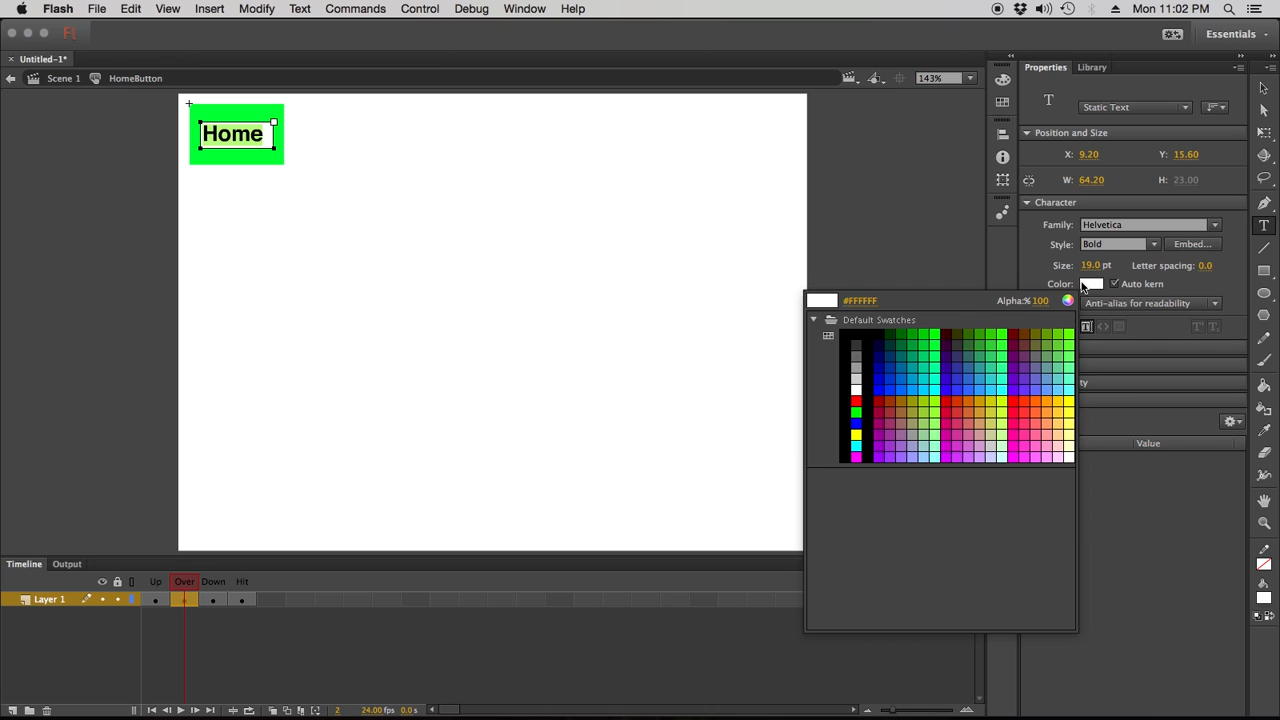 Flash File Edit View Insert Modify Text Commands Control Debug Window Help Mon 11:02 PM
Fl Essentials
Untitled-1*
Scene 1 HomeButton 143%
Properties Library
Home
T Static Text
Position and Size
X: 9.20 Y: 15.60
W: 64.20 H: 23.00
Character
Family: Helvetica
Style: Bold Embed...
Size: 19.0 pt Letter spacing: 0.0
Color: Auto kern
Anti-alias for readability
#FFFFFF Alpha:% 100
Default Swatches
Value
Timeline Output
Up Over Down Hit
Layer 1
2 24.00 fps 0.0 s